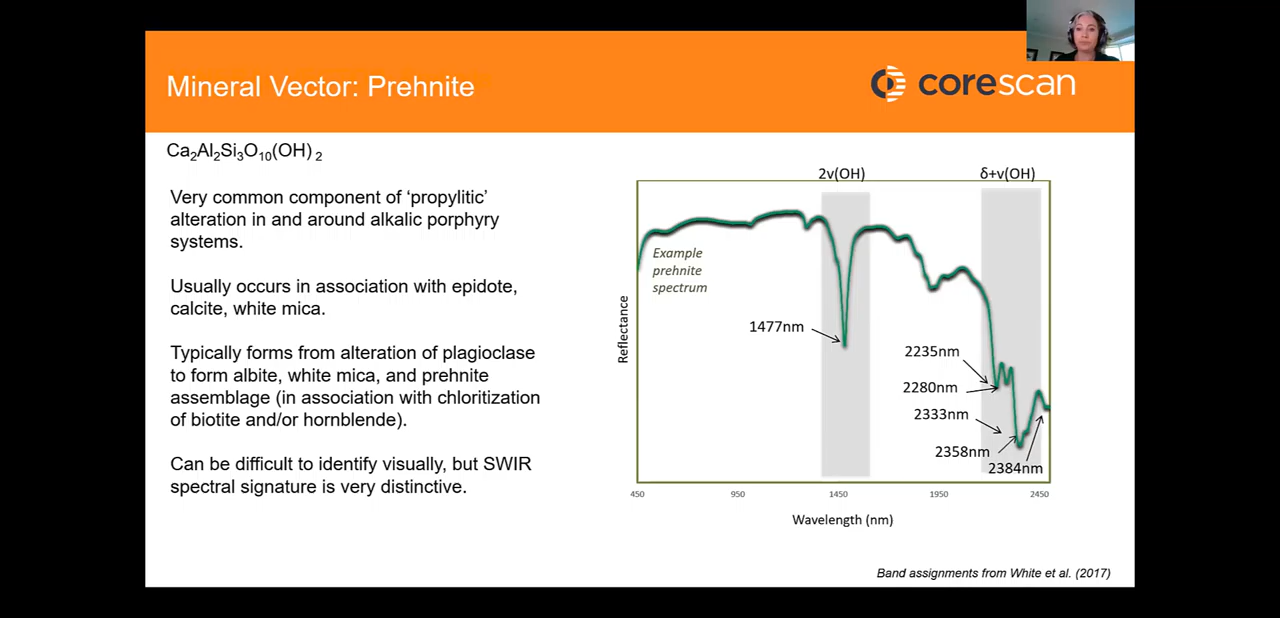 Mineral Vector: Prehnite
corescan
Ca₂Al₂Si₃O₁₀(OH) ₂
Very common component of ‘propylitic’
alteration in and around alkalic porphyry
systems.
Usually occurs in association with epidote,
calcite, white mica.
Typically forms from alteration of plagioclase
to form albite, white mica, and prehnite
assemblage (in association with chloritization
of biotite and/or hornblende).
Can be difficult to identify visually, but SWIR
spectral signature is very distinctive.
2ν(OH)
δ+ν(OH)
Example
prehnite
spectrum
Reflectance
1477nm
2235nm
2280nm
2333nm
2358nm
2384nm
450
950
1450
1950
2450
Wavelength (nm)
Band assignments from White et al. (2017)